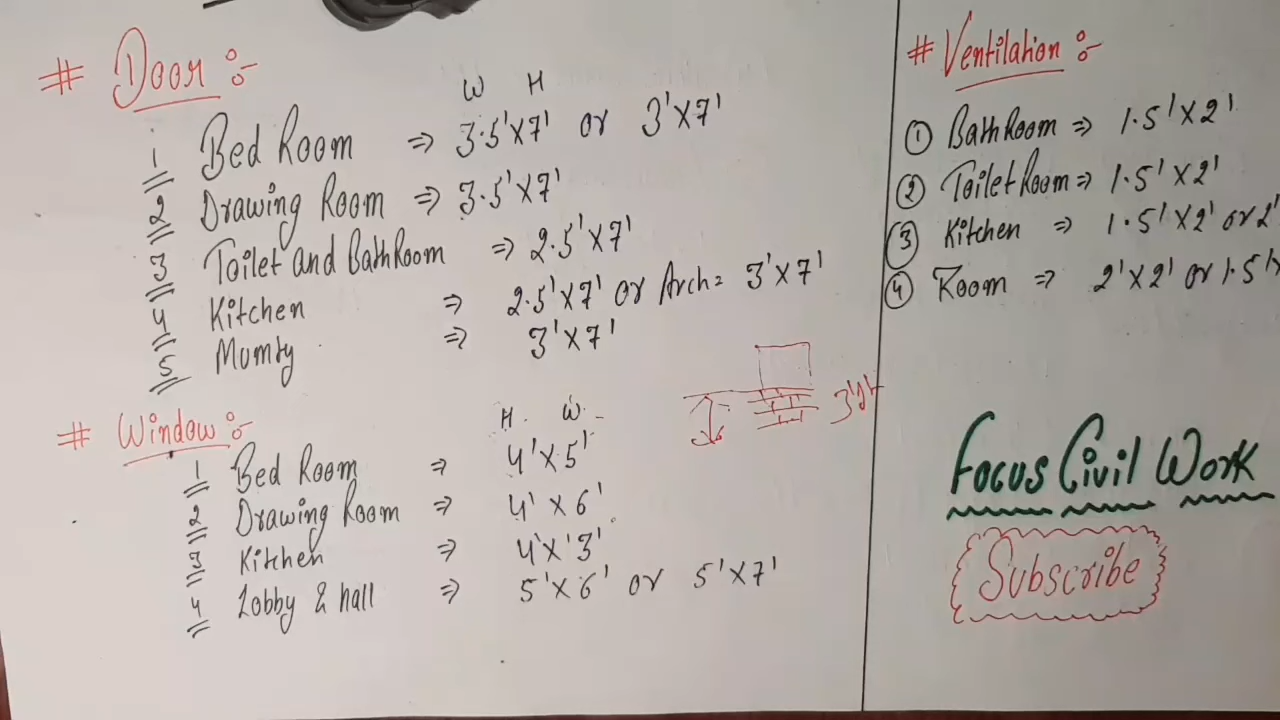 # Door :-
W H
1 Bed Room => 3.5'X7' or 3'X7'
2 Drawing Room => 3.5'X7'
3 Toilet and BathRoom => 2.5'X7'
4 Kitchen => 2.5'X7' or Arch = 3'X7'
5 Mumty => 3'X7'
# Window :-
H. W.
1 Bed Room => 4'X5'
2 Drawing Room => 4'X6'
3 Kitchen => 4'X3'
4 Lobby & hall => 5'X6' or 5'X7'
# Ventilation :-
1 BathRoom => 1.5'X2'
2 ToiletRoom => 1.5'X2'
3 Kitchen => 1.5'X2' or 2'
4 Room => 2'X2' or 1.5'X
Focus Civil Work
Subscribe